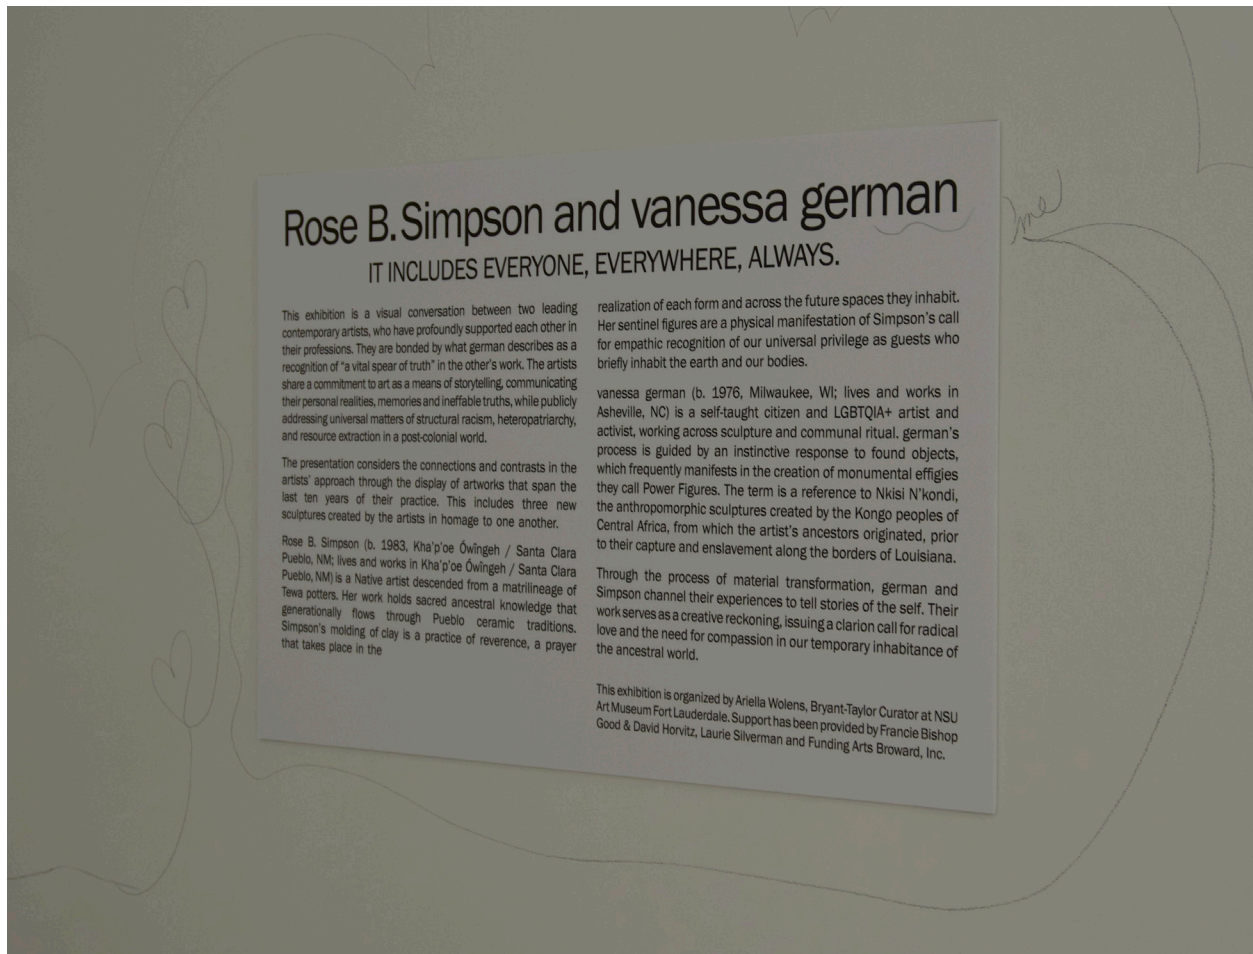 Rose B. Simpson and vanessa german
IT INCLUDES EVERYONE, EVERYWHERE, ALWAYS.
This exhibition is a visual conversation between two leading
contemporary artists, who have profoundly supported each other in
their professions. They are bonded by what german describes as a
recognition of “a vital spear of truth” in the other’s work. The artists
share a commitment to art as a means of storytelling, communicating
their personal realities, memories and ineffable truths, while publicly
addressing universal matters of structural racism, heteropatriarchy,
and resource extraction in a post-colonial world.
The presentation considers the connections and contrasts in the
artists’ approach through the display of artworks that span the
last ten years of their practice. This includes three new
sculptures created by the artists in homage to one another.
Rose B. Simpson (b. 1983, Kha’p’oe Ówîngeh / Santa Clara
Pueblo, NM; lives and works in Kha’p’oe Ówîngeh / Santa Clara
Pueblo, NM) is a Native artist descended from a matrilineage of
Tewa potters. Her work holds sacred ancestral knowledge that
generationally flows through Pueblo ceramic traditions.
Simpson’s molding of clay is a practice of reverence, a prayer
that takes place in the
realization of each form and across the future spaces they inhabit.
Her sentinel figures are a physical manifestation of Simpson’s call
for empathic recognition of our universal privilege as guests who
briefly inhabit the earth and our bodies.
vanessa german (b. 1976, Milwaukee, WI; lives and works in
Asheville, NC) is a self-taught citizen and LGBTQIA+ artist and
activist, working across sculpture and communal ritual. german’s
process is guided by an instinctive response to found objects,
which frequently manifests in the creation of monumental effigies
they call Power Figures. The term is a reference to Nkisi N’kondi,
the anthropomorphic sculptures created by the Kongo peoples of
Central Africa, from which the artist’s ancestors originated, prior
to their capture and enslavement along the borders of Louisiana.
Through the process of material transformation, german and
Simpson channel their experiences to tell stories of the self. Their
work serves as a creative reckoning, issuing a clarion call for radical
love and the need for compassion in our temporary inhabitance of
the ancestral world.
This exhibition is organized by Ariella Wolens, Bryant-Taylor Curator at NSU
Art Museum Fort Lauderdale. Support has been provided by Francie Bishop
Good & David Horvitz, Laurie Silverman and Funding Arts Broward, Inc.
me